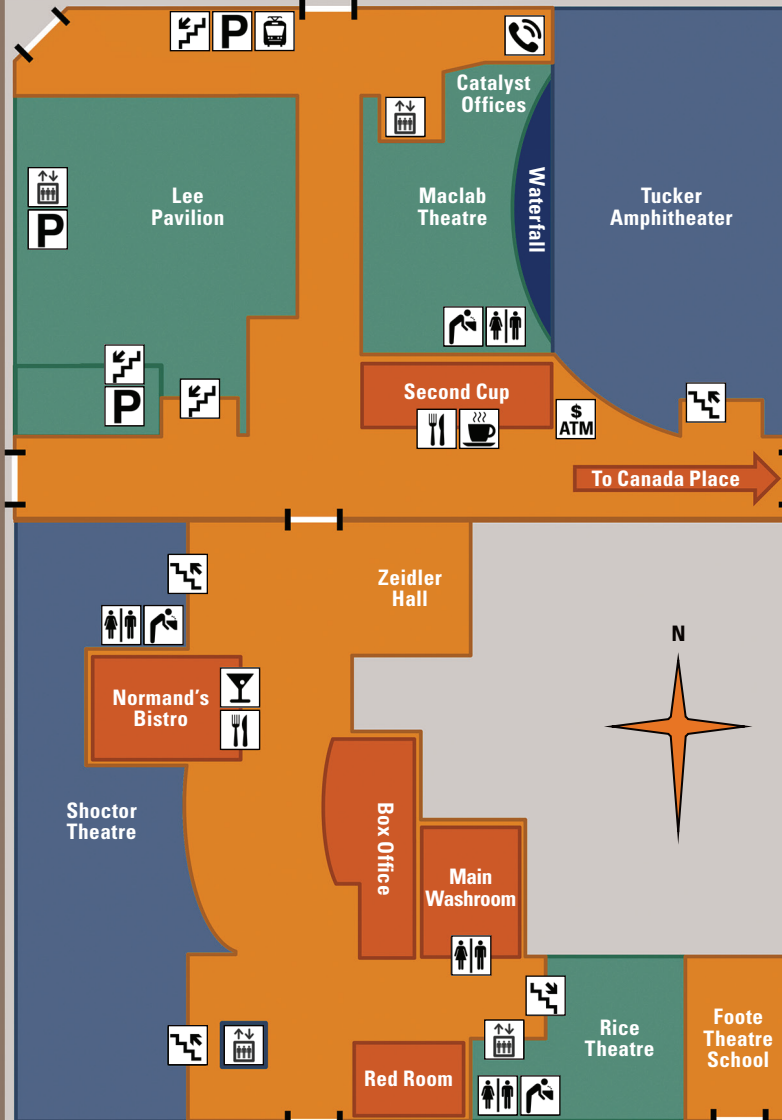 P
Catalyst
Offices
P
Lee
Pavilion
Maclab
Theatre
Waterfall
Tucker
Amphitheater
P
Second Cup
$
ATM
To Canada Place
Zeidler
Hall
N
Normand's
Bistro
Shoctor
Theatre
Box Office
Main
Washroom
Rice
Theatre
Foote
Theatre
School
Red Room